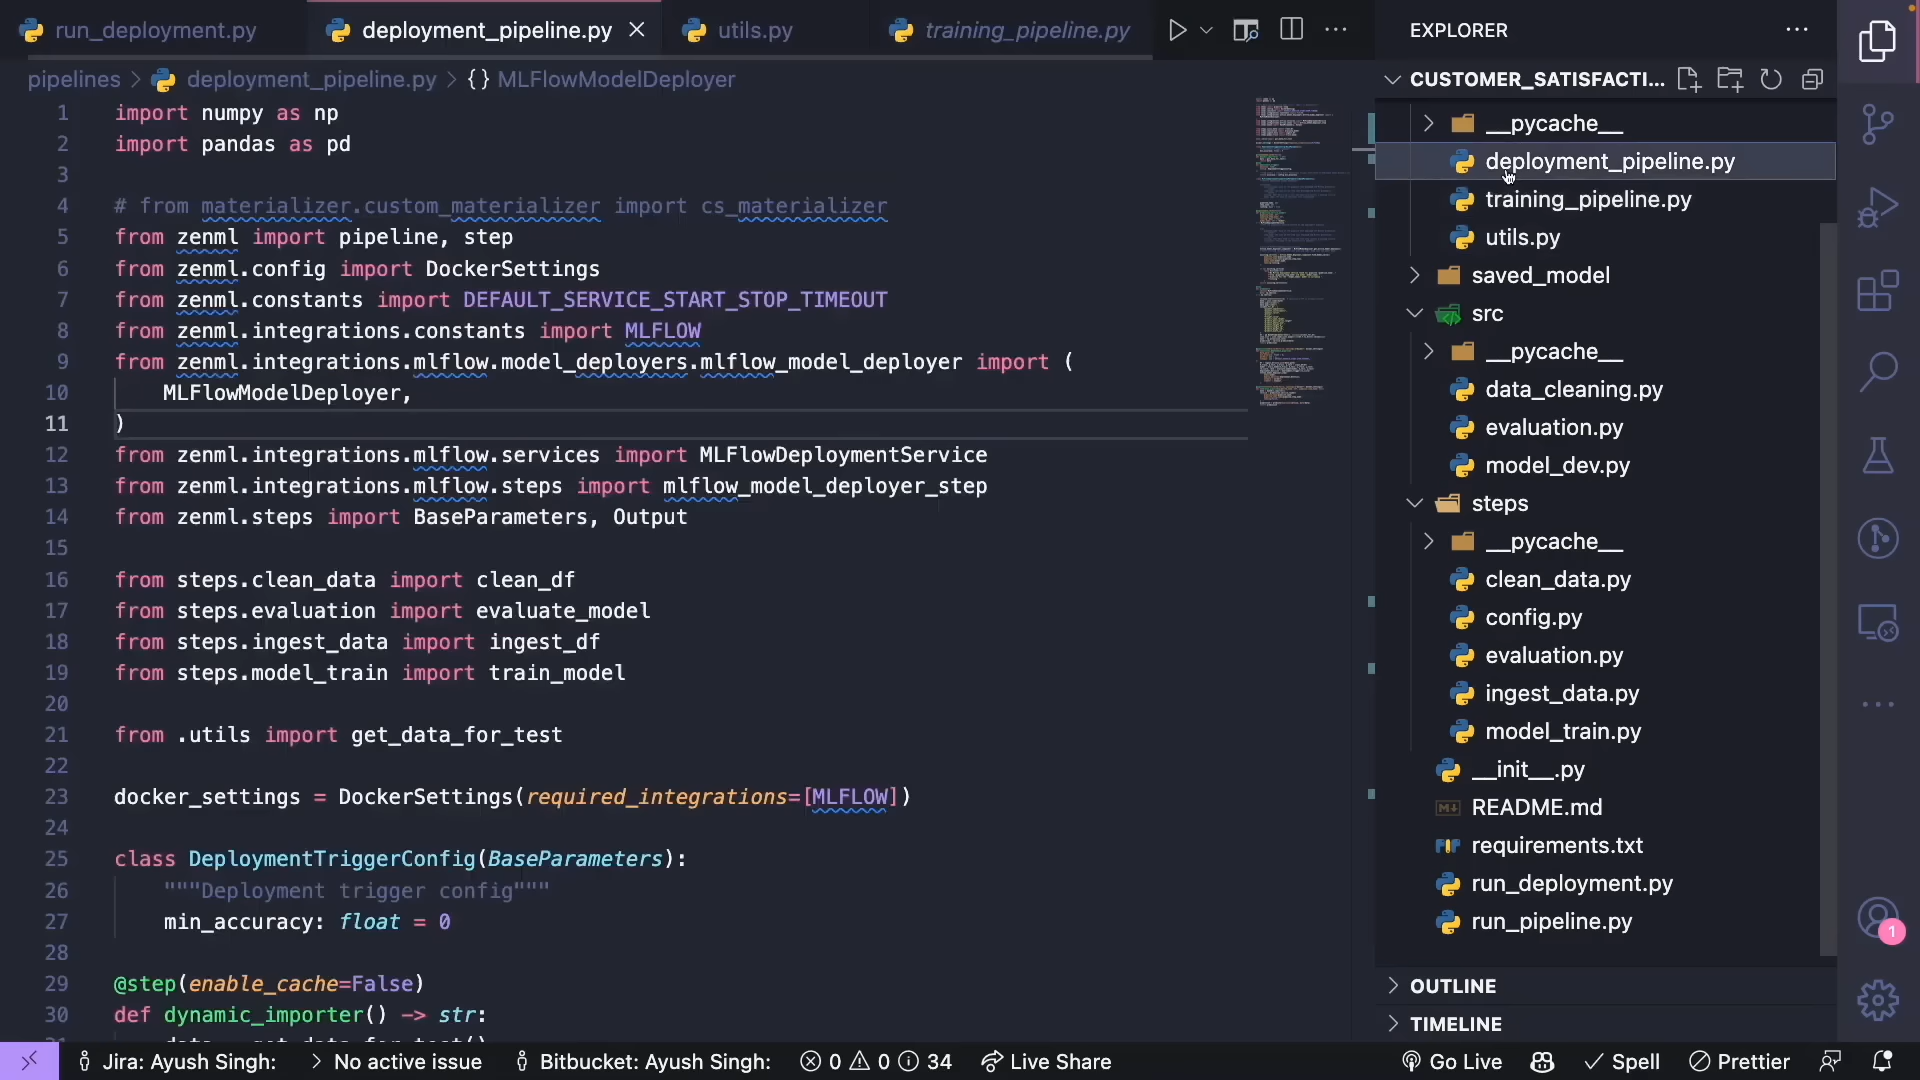 run_deployment.py
deployment_pipeline.py
utils.py
training_pipeline.py
pipelines > deployment_pipeline.py > {} MLFlowModelDeployer
1 import numpy as np
2 import pandas as pd
3
4 # from materializer.custom_materializer import cs_materializer
5 from zenml import pipeline, step
6 from zenml.config import DockerSettings
7 from zenml.constants import DEFAULT_SERVICE_START_STOP_TIMEOUT
8 from zenml.integrations.constants import MLFLOW
9 from zenml.integrations.mlflow.model_deployers.mlflow_model_deployer import (
10 MLFlowModelDeployer,
11 )
12 from zenml.integrations.mlflow.services import MLFlowDeploymentService
13 from zenml.integrations.mlflow.steps import mlflow_model_deployer_step
14 from zenml.steps import BaseParameters, Output
15
16 from steps.clean_data import clean_df
17 from steps.evaluation import evaluate_model
18 from steps.ingest_data import ingest_df
19 from steps.model_train import train_model
20
21 from .utils import get_data_for_test
22
23 docker_settings = DockerSettings(required_integrations=[MLFLOW])
24
25 class DeploymentTriggerConfig(BaseParameters):
26 """Deployment trigger config"""
27 min_accuracy: float = 0
28
29 @step(enable_cache=False)
30 def dynamic_importer() -> str:
EXPLORER
CUSTOMER_SATISFACTI...
__pycache__
deployment_pipeline.py
training_pipeline.py
utils.py
saved_model
src
__pycache__
data_cleaning.py
evaluation.py
model_dev.py
steps
__pycache__
clean_data.py
config.py
evaluation.py
ingest_data.py
model_train.py
__init__.py
README.md
requirements.txt
run_deployment.py
run_pipeline.py
OUTLINE
TIMELINE
1
Jira: Ayush Singh: > No active issue Bitbucket: Ayush Singh: 0 0 34 Live Share Go Live Spell Prettier